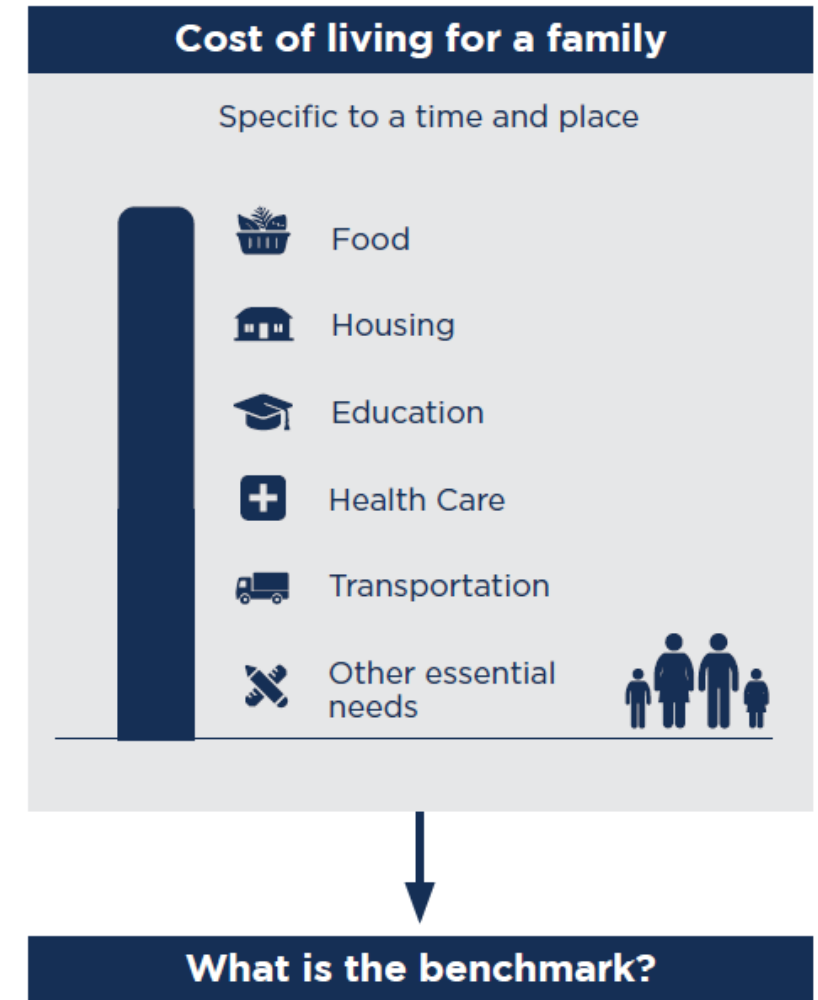 Cost of living for a family
Specific to a time and place
Food
Housing
Education
Health Care
Transportation
Other essential
needs
What is the benchmark?